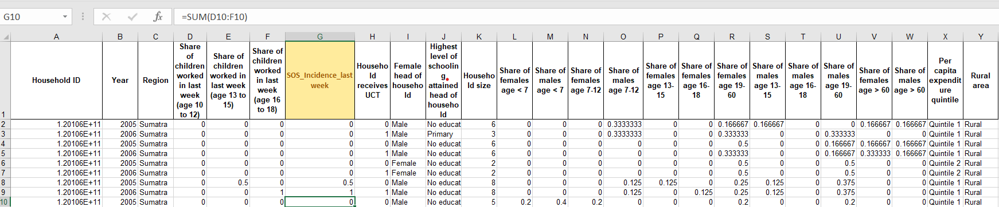 G10 fx =SUM(D10:F10)
A B C D E F G H I J K L M N O P Q R S T U V W X Y
1
Household ID
Year
Region
Share
of
children
worked
in last
week
(age 10
to 12)
Share of
children
worked in
last week
(age 13 to
15)
Share of
children
worked
in last
week
(age 16
to 18)
SOS_Incidence_last
week
Househo
ld
receives
UCT
Female
head of
househo
ld
Highest
level of
schoolin
g,
attained
head of
househo
ld
Househo
ld size
Share of
females
age < 7
Share of
males
age < 7
Share of
females
age 7-12
Share of
males
age 7-12
Share of
females
age 13-
15
Share of
females
age 16-
18
Share of
females
age 19-
60
Share of
males
age 13-
15
Share of
males
age 16-
18
Share of
males
age 19-
60
Share of
females
age > 60
Share of
males
age > 60
Per
capita
expendit
ure
quintile
Rural
area
2 1.20106E+11 2005 Sumatra 0 0 0 0 0 Male No educat 6 0 0 0 0.3333333 0 0 0.166667 0.166667 0 0 0.166667 0.166667 Quintile 1 Rural
3 1.20106E+11 2006 Sumatra 0 0 0 0 1 Male Primary 3 0 0 0 0.3333333 0 0 0.333333 0 0 0.333333 0 0 Quintile 1 Rural
4 1.20106E+11 2005 Sumatra 0 0 0 0 0 Male No educat 6 0 0 0 0 0 0 0.5 0 0 0.166667 0.166667 0.166667 Quintile 1 Rural
5 1.20106E+11 2006 Sumatra 0 0 0 0 1 Male No educat 6 0 0 0 0 0 0 0.333333 0 0 0.166667 0.333333 0.166667 Quintile 1 Rural
6 1.20106E+11 2005 Sumatra 0 0 0 0 0 Female No educat 2 0 0 0 0 0 0 0.5 0 0 0.5 0 0 Quintile 2 Rural
7 1.20106E+11 2006 Sumatra 0 0 0 0 1 Female No educat 2 0 0 0 0 0 0 0.5 0 0 0.5 0 0 Quintile 2 Rural
8 1.20106E+11 2005 Sumatra 0 0.5 0 0.5 0 Male No educat 8 0 0 0 0.125 0.125 0 0.25 0.125 0 0.375 0 0 Quintile 1 Rural
9 1.20106E+11 2006 Sumatra 0 0 1 1 1 Male No educat 8 0 0 0 0.125 0 0.125 0.25 0.125 0 0.375 0 0 Quintile 1 Rural
10 1.20106E+11 2005 Sumatra 0 0 0 0 0 Male No educat 5 0.2 0.4 0.2 0 0 0 0.2 0 0 0.2 0 0 Quintile 1 Rural